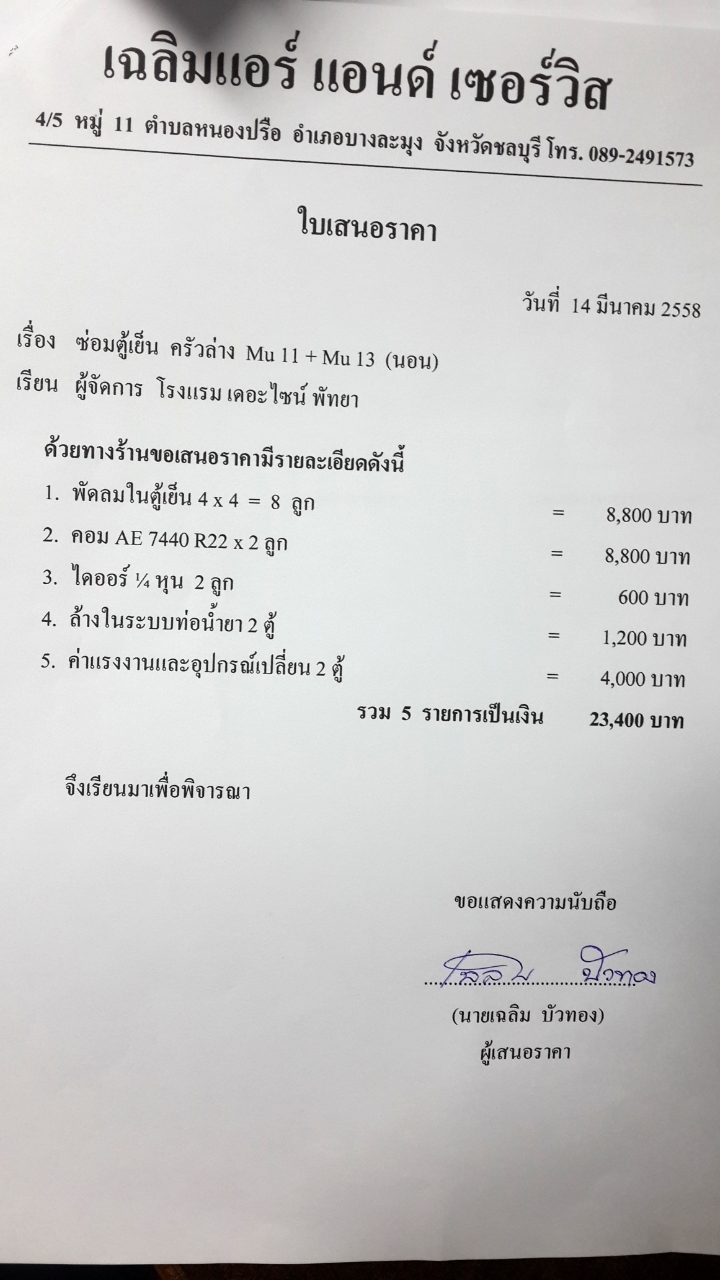 เฉลิมแอร์ แอนด์ เซอร์วิส
4/5 หมู่ 11 ตำบลหนองปรือ อำเภอบางละมุง จังหวัดชลบุรี โทร. 089-2491573
ใบเสนอราคา
วันที่ 14 มีนาคม 2558
เรื่อง ซ่อมตู้เย็น ครัวล่าง Mu 11 + Mu 13 (นอน)
เรียน ผู้จัดการ โรงแรม เดอะไซน์ พัทยา
ด้วยทางร้านขอเสนอราคามีรายละเอียดดังนี้
1. พัดลมในตู้เย็น 4 x 4 = 8 ลูก = 8,800 บาท
2. คอม AE 7440 R22 x 2 ลูก = 8,800 บาท
3. ไดออร์ ¼ หุน 2 ลูก = 600 บาท
4. ล้างในระบบท่อน้ำยา 2 ตู้ = 1,200 บาท
5. ค่าแรงงานและอุปกรณ์เปลี่ยน 2 ตู้ = 4,000 บาท
รวม 5 รายการเป็นเงิน 23,400 บาท
จึงเรียนมาเพื่อพิจารณา
ขอแสดงความนับถือ
เฉลิม บัวทอง
(นายเฉลิม บัวทอง)
ผู้เสนอราคา